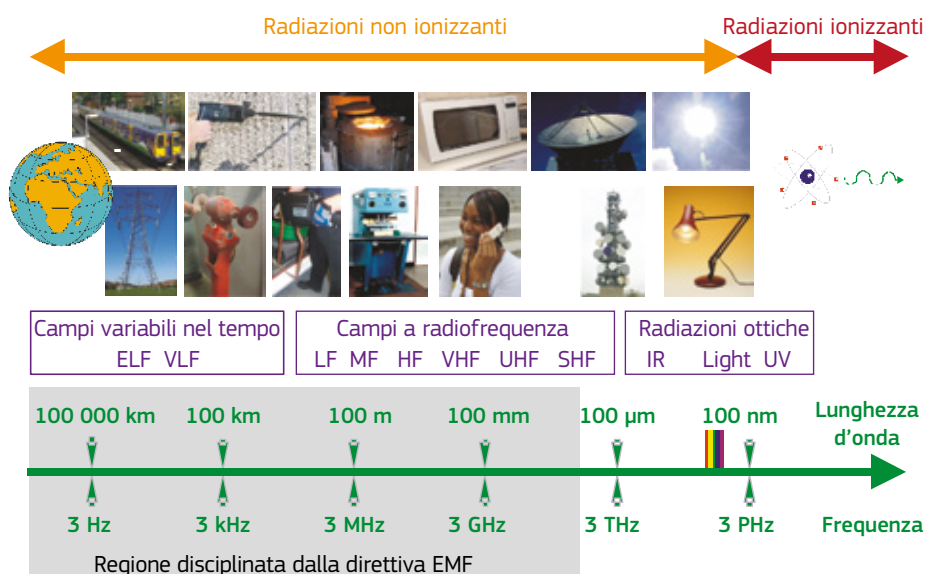 Radiazioni non ionizzanti
Radiazioni ionizzanti
Campi variabili nel tempo
ELF VLF
Campi a radiofrequenza
LF MF HF VHF UHF SHF
Radiazioni ottiche
IR Light UV
100 000 km 100 km 100 m 100 mm 100 µm 100 nm
Lunghezza
d'onda
3 Hz 3 kHz 3 MHz 3 GHz 3 THz 3 PHz Frequenza
Regione disciplinata dalla direttiva EMF